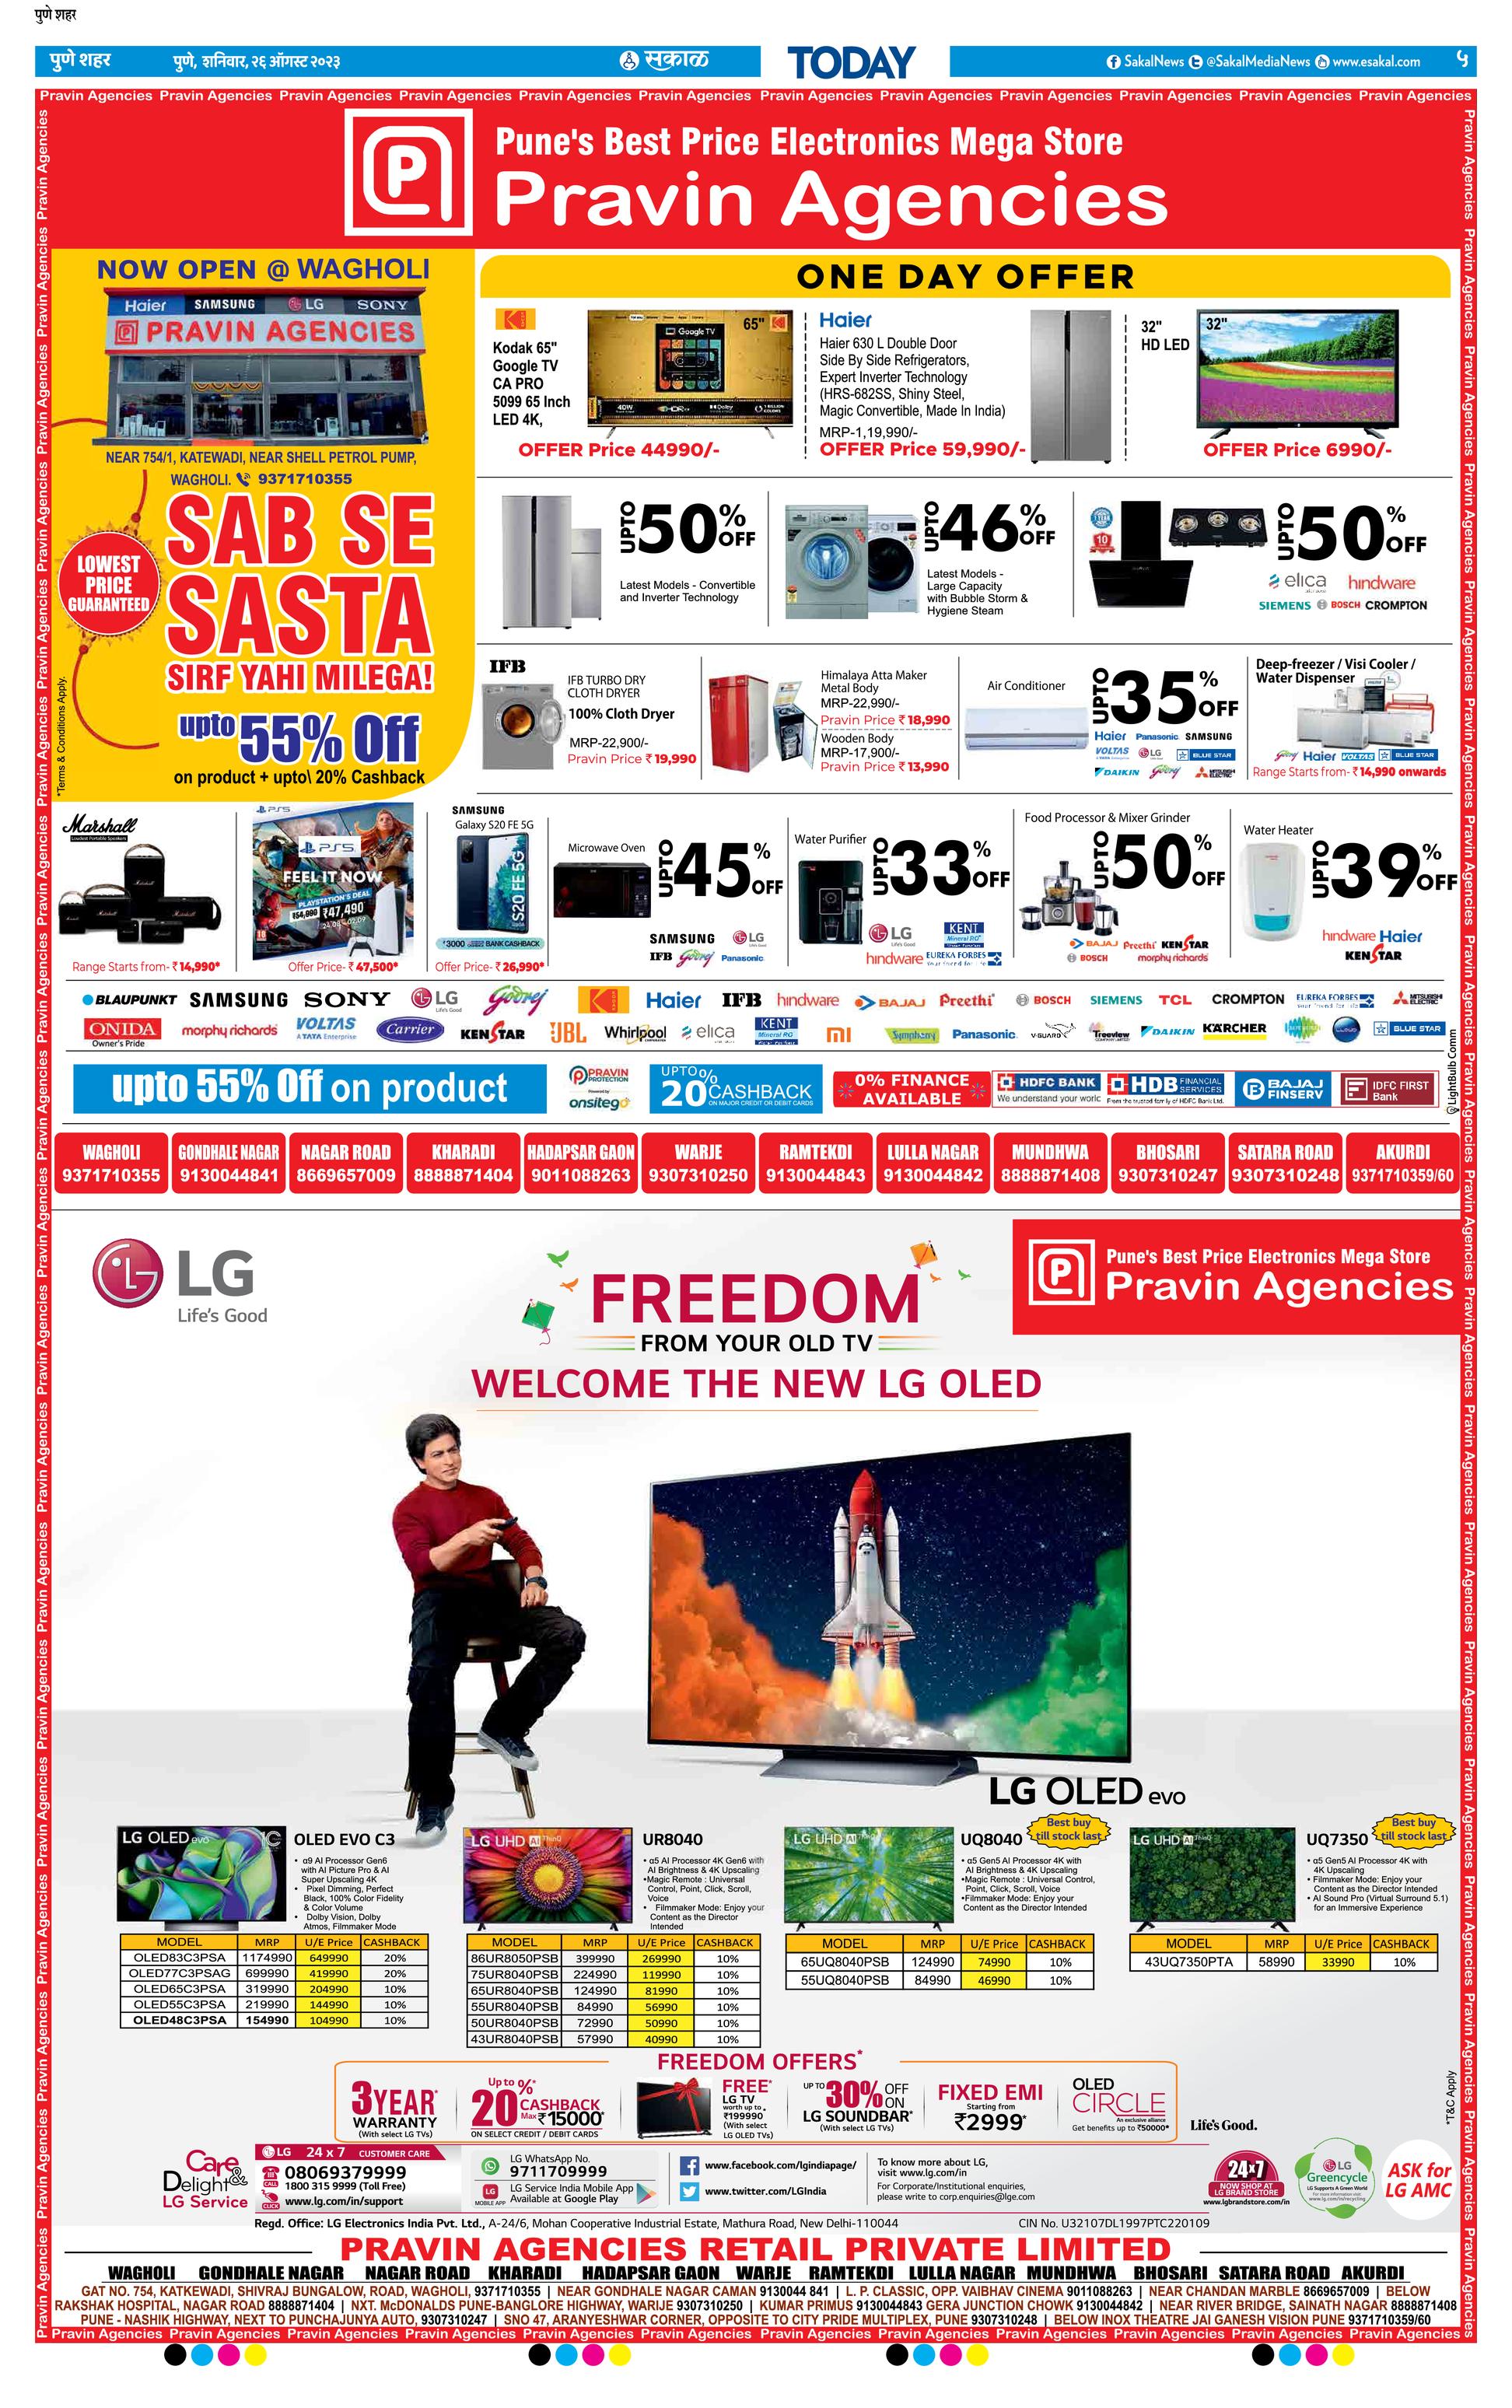 पुणे शहर
पुणे शहर
पुणे, शनिवार, २६ ऑगस्ट २०२३
सकाळ
TODAY
SakalNews @SakalMediaNews www.esakal.com
५
Pravin Agencies Pravin Agencies Pravin Agencies Pravin Agencies Pravin Agencies Pravin Agencies Pravin Agencies Pravin Agencies Pravin Agencies Pravin Agencies Pravin Agencies Pravin Agencies
Pune's Best Price Electronics Mega Store
Pravin Agencies
NOW OPEN @ WAGHOLI
Haier SAMSUNG LG SONY
PRAVIN AGENCIES
NEAR 754/1, KATEWADI, NEAR SHELL PETROL PUMP,
WAGHOLI. 9371710355
LOWEST
PRICE
GUARANTEED
SAB SE
SASTA
SIRF YAHI MILEGA!
upto 55% Off
on product + upto\ 20% Cashback
*Terms & Conditions Apply.
ONE DAY OFFER
Kodak 65"
Google TV
CA PRO
5099 65 Inch
LED 4K,
Google TV
65"
OFFER Price 44990/-
Haier
Haier 630 L Double Door
Side By Side Refrigerators,
Expert Inverter Technology
(HRS-682SS, Shiny Steel,
Magic Convertible, Made In India)
MRP-1,19,990/-
OFFER Price 59,990/-
32"
HD LED
32"
OFFER Price 6990/-
UPTO 50% OFF
Latest Models - Convertible
and Inverter Technology
UPTO 46% OFF
Latest Models -
Large Capacity
with Bubble Storm &
Hygiene Steam
UPTO 50% OFF
elica hindware
SIEMENS BOSCH CROMPTON
IFB
IFB TURBO DRY
CLOTH DRYER
100% Cloth Dryer
MRP-22,900/-
Pravin Price ₹ 19,990
Himalaya Atta Maker
Metal Body
MRP-22,990/-
Pravin Price ₹ 18,990
Wooden Body
MRP-17,900/-
Pravin Price ₹ 13,990
Air Conditioner
UPTO 35% OFF
Haier Panasonic SAMSUNG
VOLTAS LG BLUE STAR
DAIKIN Godrej MITSUBISHI ELECTRIC
Deep-freezer / Visi Cooler /
Water Dispenser
Godrej Haier VOLTAS BLUE STAR
Range Starts from- ₹ 14,990 onwards
Marshall
Range Starts from- ₹ 14,990*
PS5
PS5
FEEL IT NOW
PLAYSTATION'S DEAL
₹54,990 ₹47,490
Offer Price- ₹ 47,500*
SAMSUNG
Galaxy S20 FE 5G
S20 FE 5G
₹3000 BANK CASHBACK
Offer Price- ₹ 26,990*
Microwave Oven
UPTO 45% OFF
SAMSUNG LG
IFB Godrej Panasonic
Water Purifier
UPTO 33% OFF
LG KENT
hindware EUREKA FORBES
Food Processor & Mixer Grinder
UPTO 50% OFF
BAJAJ Preethi KENSTAR
BOSCH morphy richards
Water Heater
UPTO 39% OFF
hindware Haier
KENSTAR
BLAUPUNKT SAMSUNG SONY LG Godrej Kodak Haier IFB hindware BAJAJ Preethi BOSCH SIEMENS TCL CROMPTON EUREKA FORBES MITSUBISHI ELECTRIC
ONIDA Owner's Pride morphy richards VOLTAS A TATA Enterprise Carrier KENSTAR JBL Whirlpool elica KENT Mineral RO MI Symphony Panasonic V-GUARD Treeview DAIKIN KÄRCHER CLOUD BLUE STAR
upto 55% Off on product
PRAVIN PROTECTION
Powered by
onsitego
UPTO 20% CASHBACK
ON MAJOR CREDIT OR DEBIT CARDS
0% FINANCE
AVAILABLE
HDFC BANK
We understand your world
HDB FINANCIAL SERVICES
From the trusted family of HDFC Bank Ltd.
BAJAJ FINSERV
IDFC FIRST Bank
WAGHOLI
9371710355
GONDHALE NAGAR
9130044841
NAGAR ROAD
8669657009
KHARADI
8888871404
HADAPSAR GAON
9011088263
WARJE
9307310250
RAMTEKDI
9130044843
LULLA NAGAR
9130044842
MUNDHWA
8888871408
BHOSARI
9307310247
SATARA ROAD
9307310248
AKURDI
9371710359/60
LG
Life's Good
FREEDOM
FROM YOUR OLD TV
WELCOME THE NEW LG OLED
Pune's Best Price Electronics Mega Store
Pravin Agencies
LG OLED evo
LG OLED evo
OLED EVO C3
• α9 AI Processor Gen6
with AI Picture Pro & AI
Super Upscaling 4K
• Pixel Dimming, Perfect
Black, 100% Color Fidelity
& Color Volume
• Dolby Vision, Dolby
Atmos, Filmmaker Mode
MODEL MRP U/E Price CASHBACK
OLED83C3PSA 1174990 649990 20%
OLED77C3PSAG 699990 419990 20%
OLED65C3PSA 319990 204990 10%
OLED55C3PSA 219990 144990 10%
OLED48C3PSA 154990 104990 10%
LG UHD AI ThinQ
UR8040
• α5 AI Processor 4K Gen6 with
AI Brightness & 4K Upscaling
•Magic Remote : Universal
Control, Point, Click, Scroll,
Voice
• Filmmaker Mode: Enjoy your
Content as the Director
Intended
MODEL MRP U/E Price CASHBACK
86UR8050PSB 399990 269990 10%
75UR8040PSB 224990 119990 10%
65UR8040PSB 124990 81990 10%
55UR8040PSB 84990 56990 10%
50UR8040PSB 72990 50990 10%
43UR8040PSB 57990 40990 10%
LG UHD AI ThinQ
UQ8040
Best buy
till stock last
• α5 Gen5 AI Processor 4K with
AI Brightness & 4K Upscaling
•Magic Remote : Universal Control,
Point, Click, Scroll, Voice
•Filmmaker Mode: Enjoy your
Content as the Director Intended
MODEL MRP U/E Price CASHBACK
65UQ8040PSB 124990 74990 10%
55UQ8040PSB 84990 46990 10%
LG UHD AI ThinQ
UQ7350
Best buy
till stock last
• α5 Gen5 AI Processor 4K with
4K Upscaling
• Filmmaker Mode: Enjoy your
Content as the Director Intended
• AI Sound Pro (Virtual Surround 5.1)
for an Immersive Experience
MODEL MRP U/E Price CASHBACK
43UQ7350PTA 58990 33990 10%
FREEDOM OFFERS*
3 YEAR*
WARRANTY
(With select LG TVs)
Up to 20%* CASHBACK
Max ₹15000*
ON SELECT CREDIT / DEBIT CARDS
FREE*
LG TV
worth up to
₹199990
(With select
LG OLED TVs)
UP TO 30% OFF ON
LG SOUNDBAR*
(With select LG TVs)
FIXED EMI
Starting from
₹2999*
OLED
CIRCLE
An exclusive alliance
Get benefits up to ₹50000*
Life's Good.
*T&C Apply
Care & Delight
LG Service
LG 24 x 7 CUSTOMER CARE
08069379999
1800 315 9999 (Toll Free)
www.lg.com/in/support
LG WhatsApp No.
9711709999
LG Service India Mobile App
Available at Google Play
www.facebook.com/lgindiapage/
www.twitter.com/LGIndia
To know more about LG,
visit www.lg.com/in
For Corporate/Institutional enquiries,
please write to corp.enquiries@lge.com
24x7
NOW SHOP AT
LG BRAND STORE
www.lgbrandstore.com/in
LG
Greencycle
LG Supports A Green World
ASK for
LG AMC
Regd. Office: LG Electronics India Pvt. Ltd., A-24/6, Mohan Cooperative Industrial Estate, Mathura Road, New Delhi-110044
CIN No. U32107DL1997PTC220109
PRAVIN AGENCIES RETAIL PRIVATE LIMITED
WAGHOLI GONDHALE NAGAR NAGAR ROAD KHARADI HADAPSAR GAON WARJE RAMTEKDI LULLA NAGAR MUNDHWA BHOSARI SATARA ROAD AKURDI
GAT NO. 754, KATKEWADI, SHIVRAJ BUNGALOW, ROAD, WAGHOLI, 9371710355 | NEAR GONDHALE NAGAR CAMAN 9130044 841 | L. P. CLASSIC, OPP. VAIBHAV CINEMA 9011088263 | NEAR CHANDAN MARBLE 8669657009 | BELOW
RAKSHAK HOSPITAL, NAGAR ROAD 8888871404 | NXT. McDONALDS PUNE-BANGLORE HIGHWAY, WARIJE 9307310250 | KUMAR PRIMUS 9130044843 GERA JUNCTION CHOWK 9130044842 | NEAR RIVER BRIDGE, SAINATH NAGAR 8888871408
PUNE - NASHIK HIGHWAY, NEXT TO PUNCHAJUNYA AUTO, 9307310247 | SNO 47, ARANYESHWAR CORNER, OPPOSITE TO CITY PRIDE MULTIPLEX, PUNE 9307310248 | BELOW INOX THEATRE JAI GANESH VISION PUNE 9371710359/60
Pravin Agencies Pravin Agencies Pravin Agencies Pravin Agencies Pravin Agencies Pravin Agencies Pravin Agencies Pravin Agencies Pravin Agencies Pravin Agencies Pravin Agencies Pravin Agencies